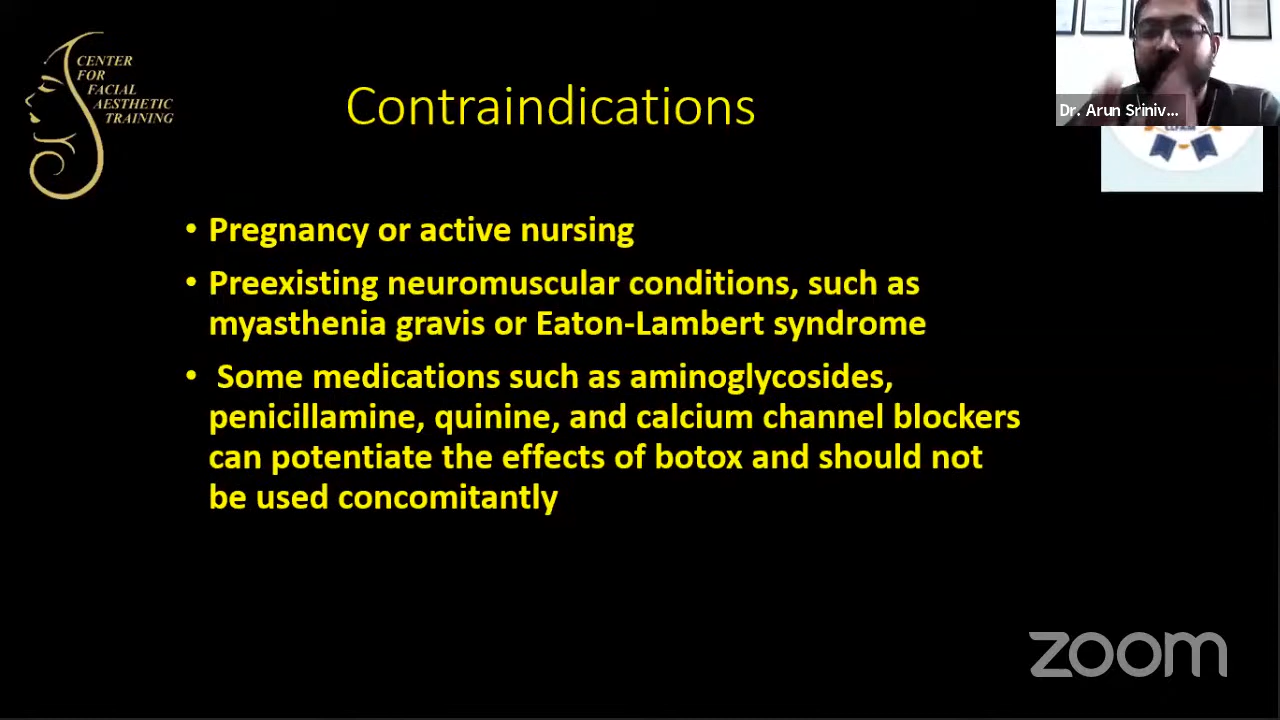 CENTER
FOR
FACIAL
AESTHETIC
TRAINING
Contraindications
Dr. Arun Sriniv...
• Pregnancy or active nursing
• Preexisting neuromuscular conditions, such as
myasthenia gravis or Eaton-Lambert syndrome
• Some medications such as aminoglycosides,
penicillamine, quinine, and calcium channel blockers
can potentiate the effects of botox and should not
be used concomitantly
zoom